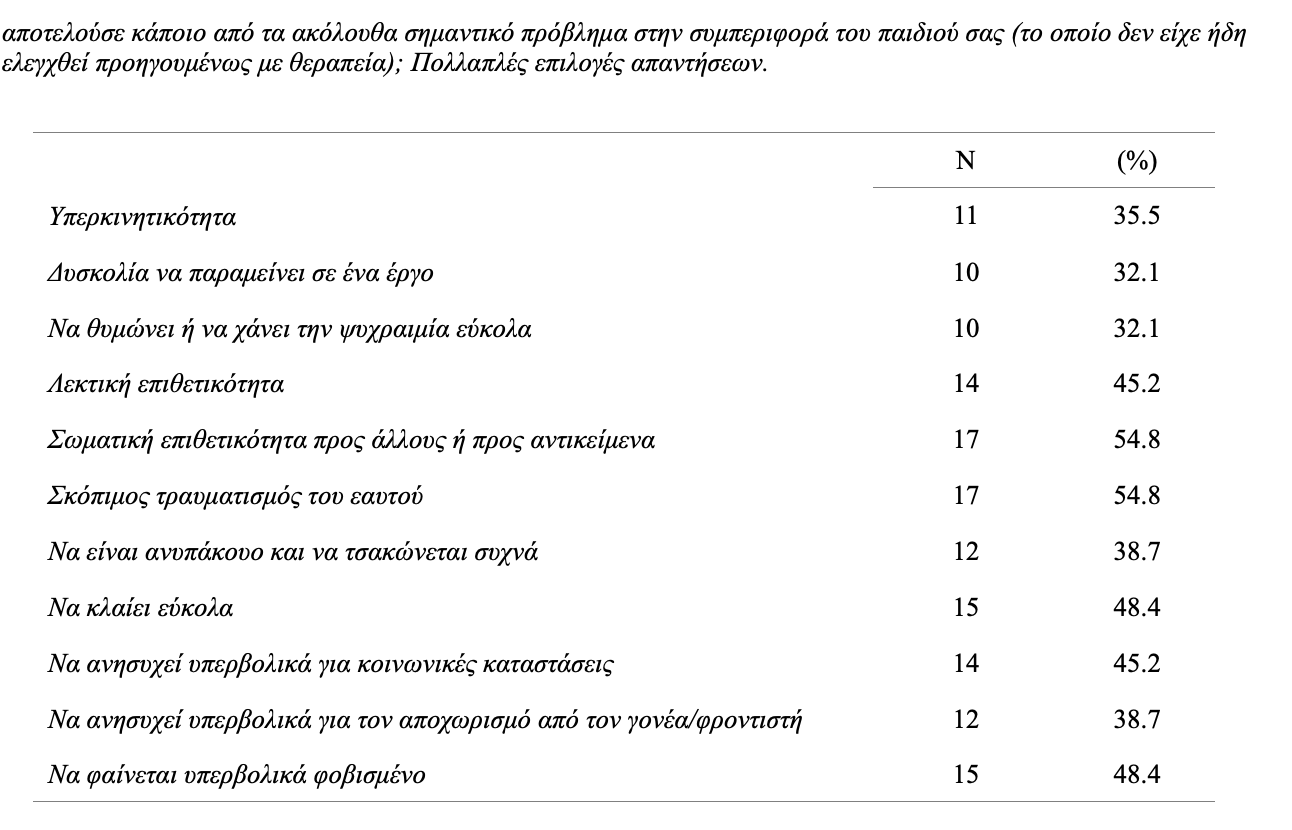 αποτελούσε κάποιο από τα ακόλουθα σημαντικό πρόβλημα στην συμπεριφορά του παιδιού σας (το οποίο δεν είχε ήδη
ελεγχθεί προηγουμένως με θεραπεία); Πολλαπλές επιλογές απαντήσεων.
N (%)
Υπερκινητικότητα 11 35.5
Δυσκολία να παραμείνει σε ένα έργο 10 32.1
Να θυμώνει ή να χάνει την ψυχραιμία εύκολα 10 32.1
Λεκτική επιθετικότητα 14 45.2
Σωματική επιθετικότητα προς άλλους ή προς αντικείμενα 17 54.8
Σκόπιμος τραυματισμός του εαυτού 17 54.8
Να είναι ανυπάκουο και να τσακώνεται συχνά 12 38.7
Να κλαίει εύκολα 15 48.4
Να ανησυχεί υπερβολικά για κοινωνικές καταστάσεις 14 45.2
Να ανησυχεί υπερβολικά για τον αποχωρισμό από τον γονέα/φροντιστή 12 38.7
Να φαίνεται υπερβολικά φοβισμένο 15 48.4